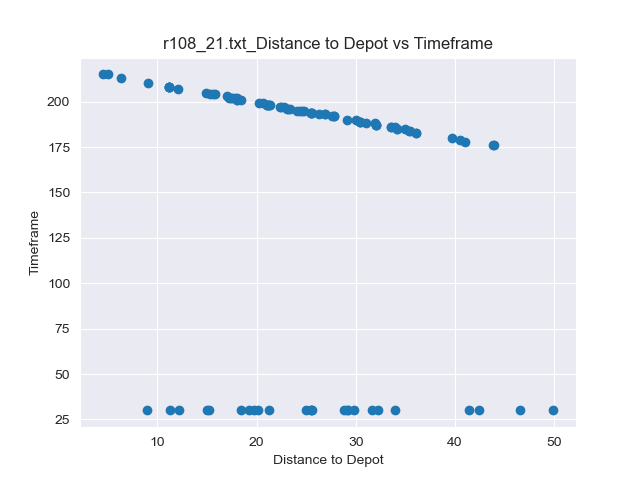 r108_21.txt_Distance to Depot vs Timeframe
200
175
150
125
100
75
50
25
Timeframe
10 20 30 40 50
Distance to Depot